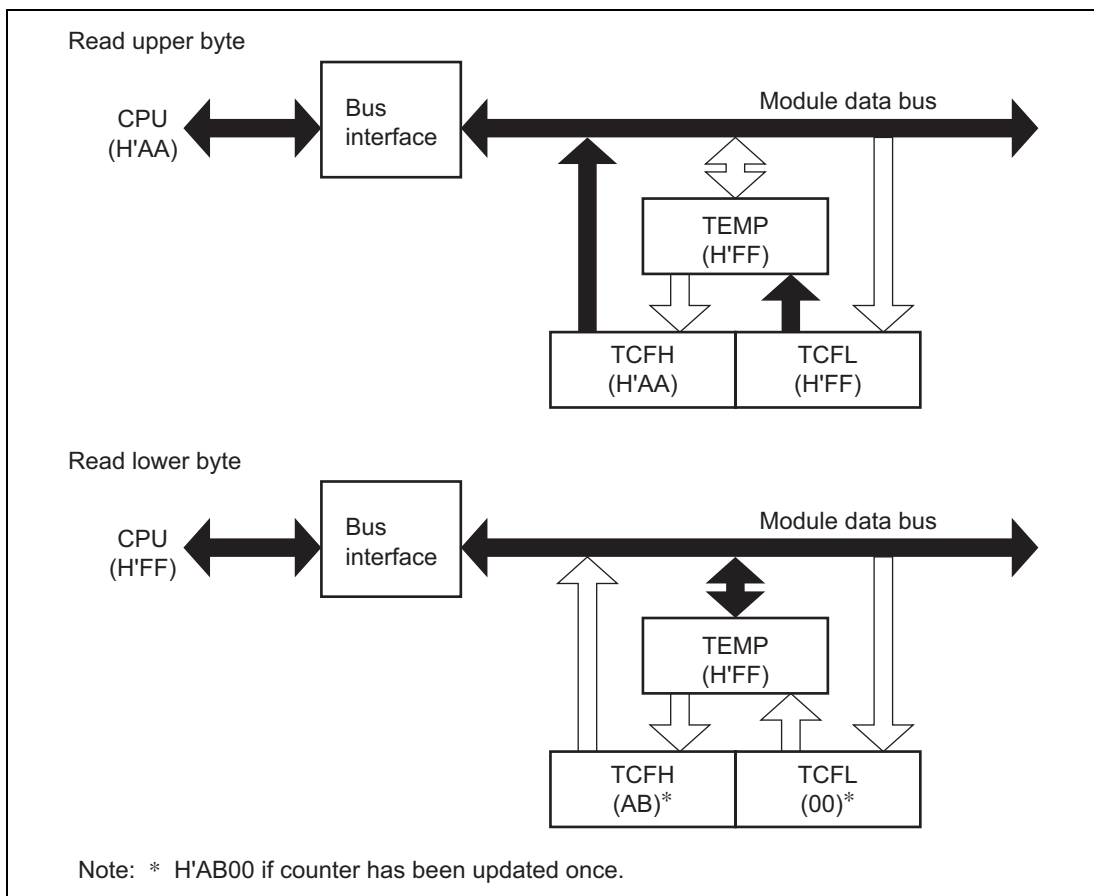 Read upper byte
CPU
(H'AA)
Bus
interface
Module data bus
TEMP
(H'FF)
TCFH
(H'AA)
TCFL
(H'FF)
Read lower byte
CPU
(H'FF)
Bus
interface
Module data bus
TEMP
(H'FF)
TCFH
(AB)*
TCFL
(00)*
Note: * H'AB00 if counter has been updated once.